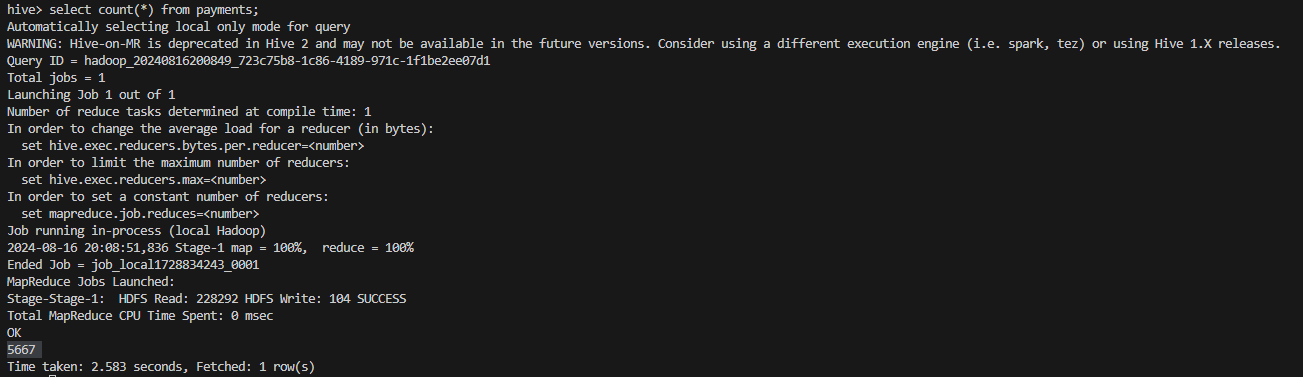 hive> select count(*) from payments;
Automatically selecting local only mode for query
WARNING: Hive-on-MR is deprecated in Hive 2 and may not be available in the future versions. Consider using a different execution engine (i.e. spark, tez) or using Hive 1.X releases.
Query ID = hadoop_20240816200849_723c75b8-1c86-4189-971c-1f1be2ee07d1
Total jobs = 1
Launching Job 1 out of 1
Number of reduce tasks determined at compile time: 1
In order to change the average load for a reducer (in bytes):
  set hive.exec.reducers.bytes.per.reducer=<number>
In order to limit the maximum number of reducers:
  set hive.exec.reducers.max=<number>
In order to set a constant number of reducers:
  set mapreduce.job.reduces=<number>
Job running in-process (local Hadoop)
2024-08-16 20:08:51,836 Stage-1 map = 100%,  reduce = 100%
Ended Job = job_local1728834243_0001
MapReduce Jobs Launched:
Stage-Stage-1:  HDFS Read: 228292 HDFS Write: 104 SUCCESS
Total MapReduce CPU Time Spent: 0 msec
OK
5667
Time taken: 2.583 seconds, Fetched: 1 row(s)